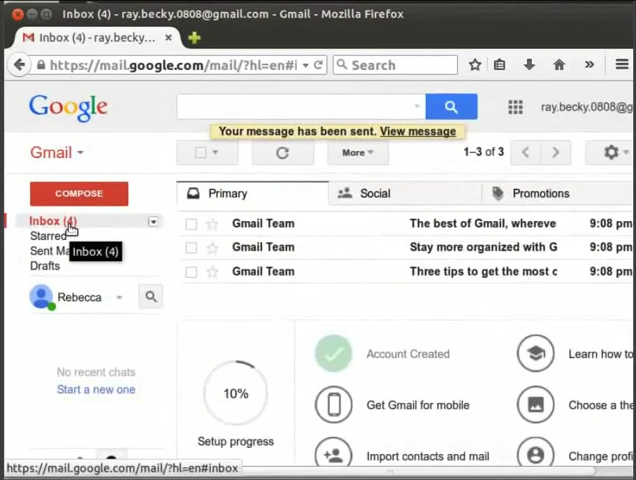 Inbox (4) - ray.becky.0808@gmail.com - Gmail - Mozilla Firefox
Inbox (4) - ray.becky...
https://mail.google.com/mail/?hl=en#i
Search
Google
ray.becky.0808@g
Your message has been sent. View message
Gmail
More
1–3 of 3
COMPOSE
Primary
Social
Promotions
Inbox (4)
Gmail Team
The best of Gmail, whereve
9:08 pm
Starred
Sent Ma
Inbox (4)
Gmail Team
Stay more organized with G
9:08 pm
Drafts
Gmail Team
Three tips to get the most c
9:08 pm
Rebecca
No recent chats
Start a new one
10%
Setup progress
Account Created
Learn how to
Get Gmail for mobile
Choose a the
Import contacts and mail
Change profi
https://mail.google.com/mail/?hl=en#inbox